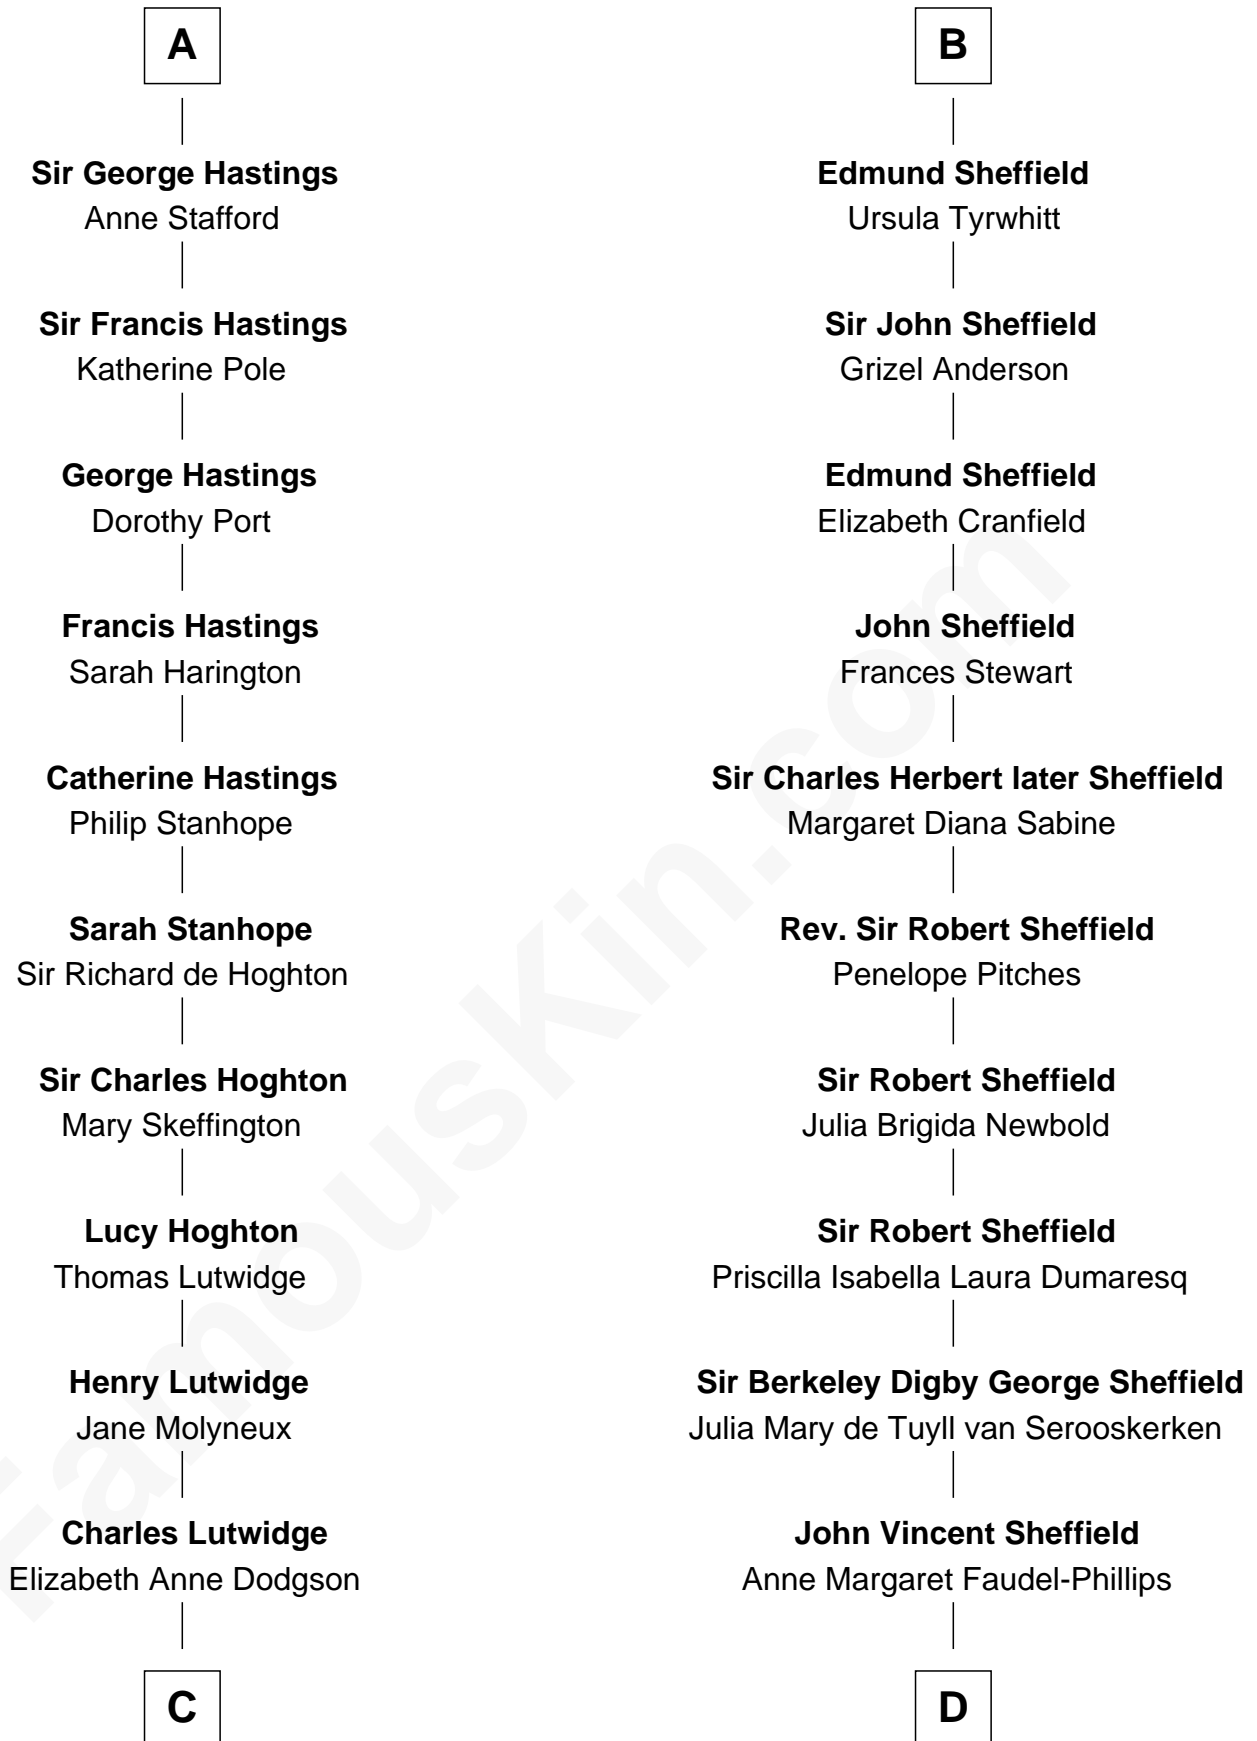 A
Sir George Hastings
Anne Stafford
Sir Francis Hastings
Katherine Pole
George Hastings
Dorothy Port
Francis Hastings
Sarah Harington
Catherine Hastings
Philip Stanhope
Sarah Stanhope
Sir Richard de Hoghton
Sir Charles Hoghton
Mary Skeffington
Lucy Hoghton
Thomas Lutwidge
Henry Lutwidge
Jane Molyneux
Charles Lutwidge
Elizabeth Anne Dodgson
C
B
Edmund Sheffield
Ursula Tyrwhitt
Sir John Sheffield
Grizel Anderson
Edmund Sheffield
Elizabeth Cranfield
John Sheffield
Frances Stewart
Sir Charles Herbert later Sheffield
Margaret Diana Sabine
Rev. Sir Robert Sheffield
Penelope Pitches
Sir Robert Sheffield
Julia Brigida Newbold
Sir Robert Sheffield
Priscilla Isabella Laura Dumaresq
Sir Berkeley Digby George Sheffield
Julia Mary de Tuyll van Serooskerken
John Vincent Sheffield
Anne Margaret Faudel-Phillips
D
FamousKin.com